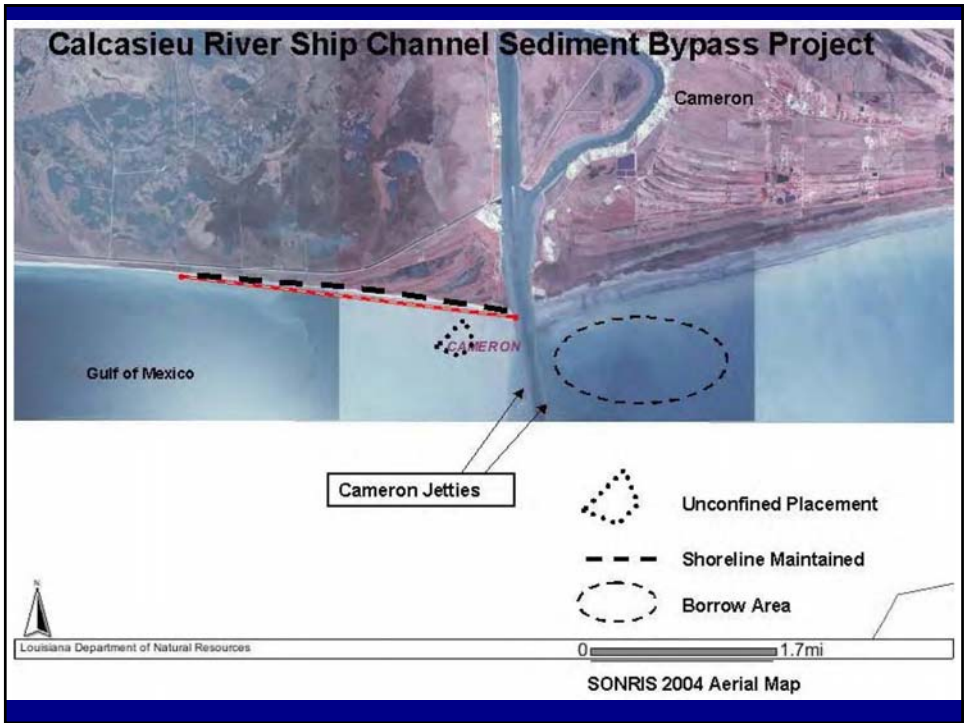 Calcasieu River Ship Channel Sediment Bypass Project
Cameron
CAMERON
Gulf of Mexico
Cameron Jetties
Unconfined Placement
Shoreline Maintained
Borrow Area
N
Louisiana Department of Natural Resources
0 1.7mi
SONRIS 2004 Aerial Map